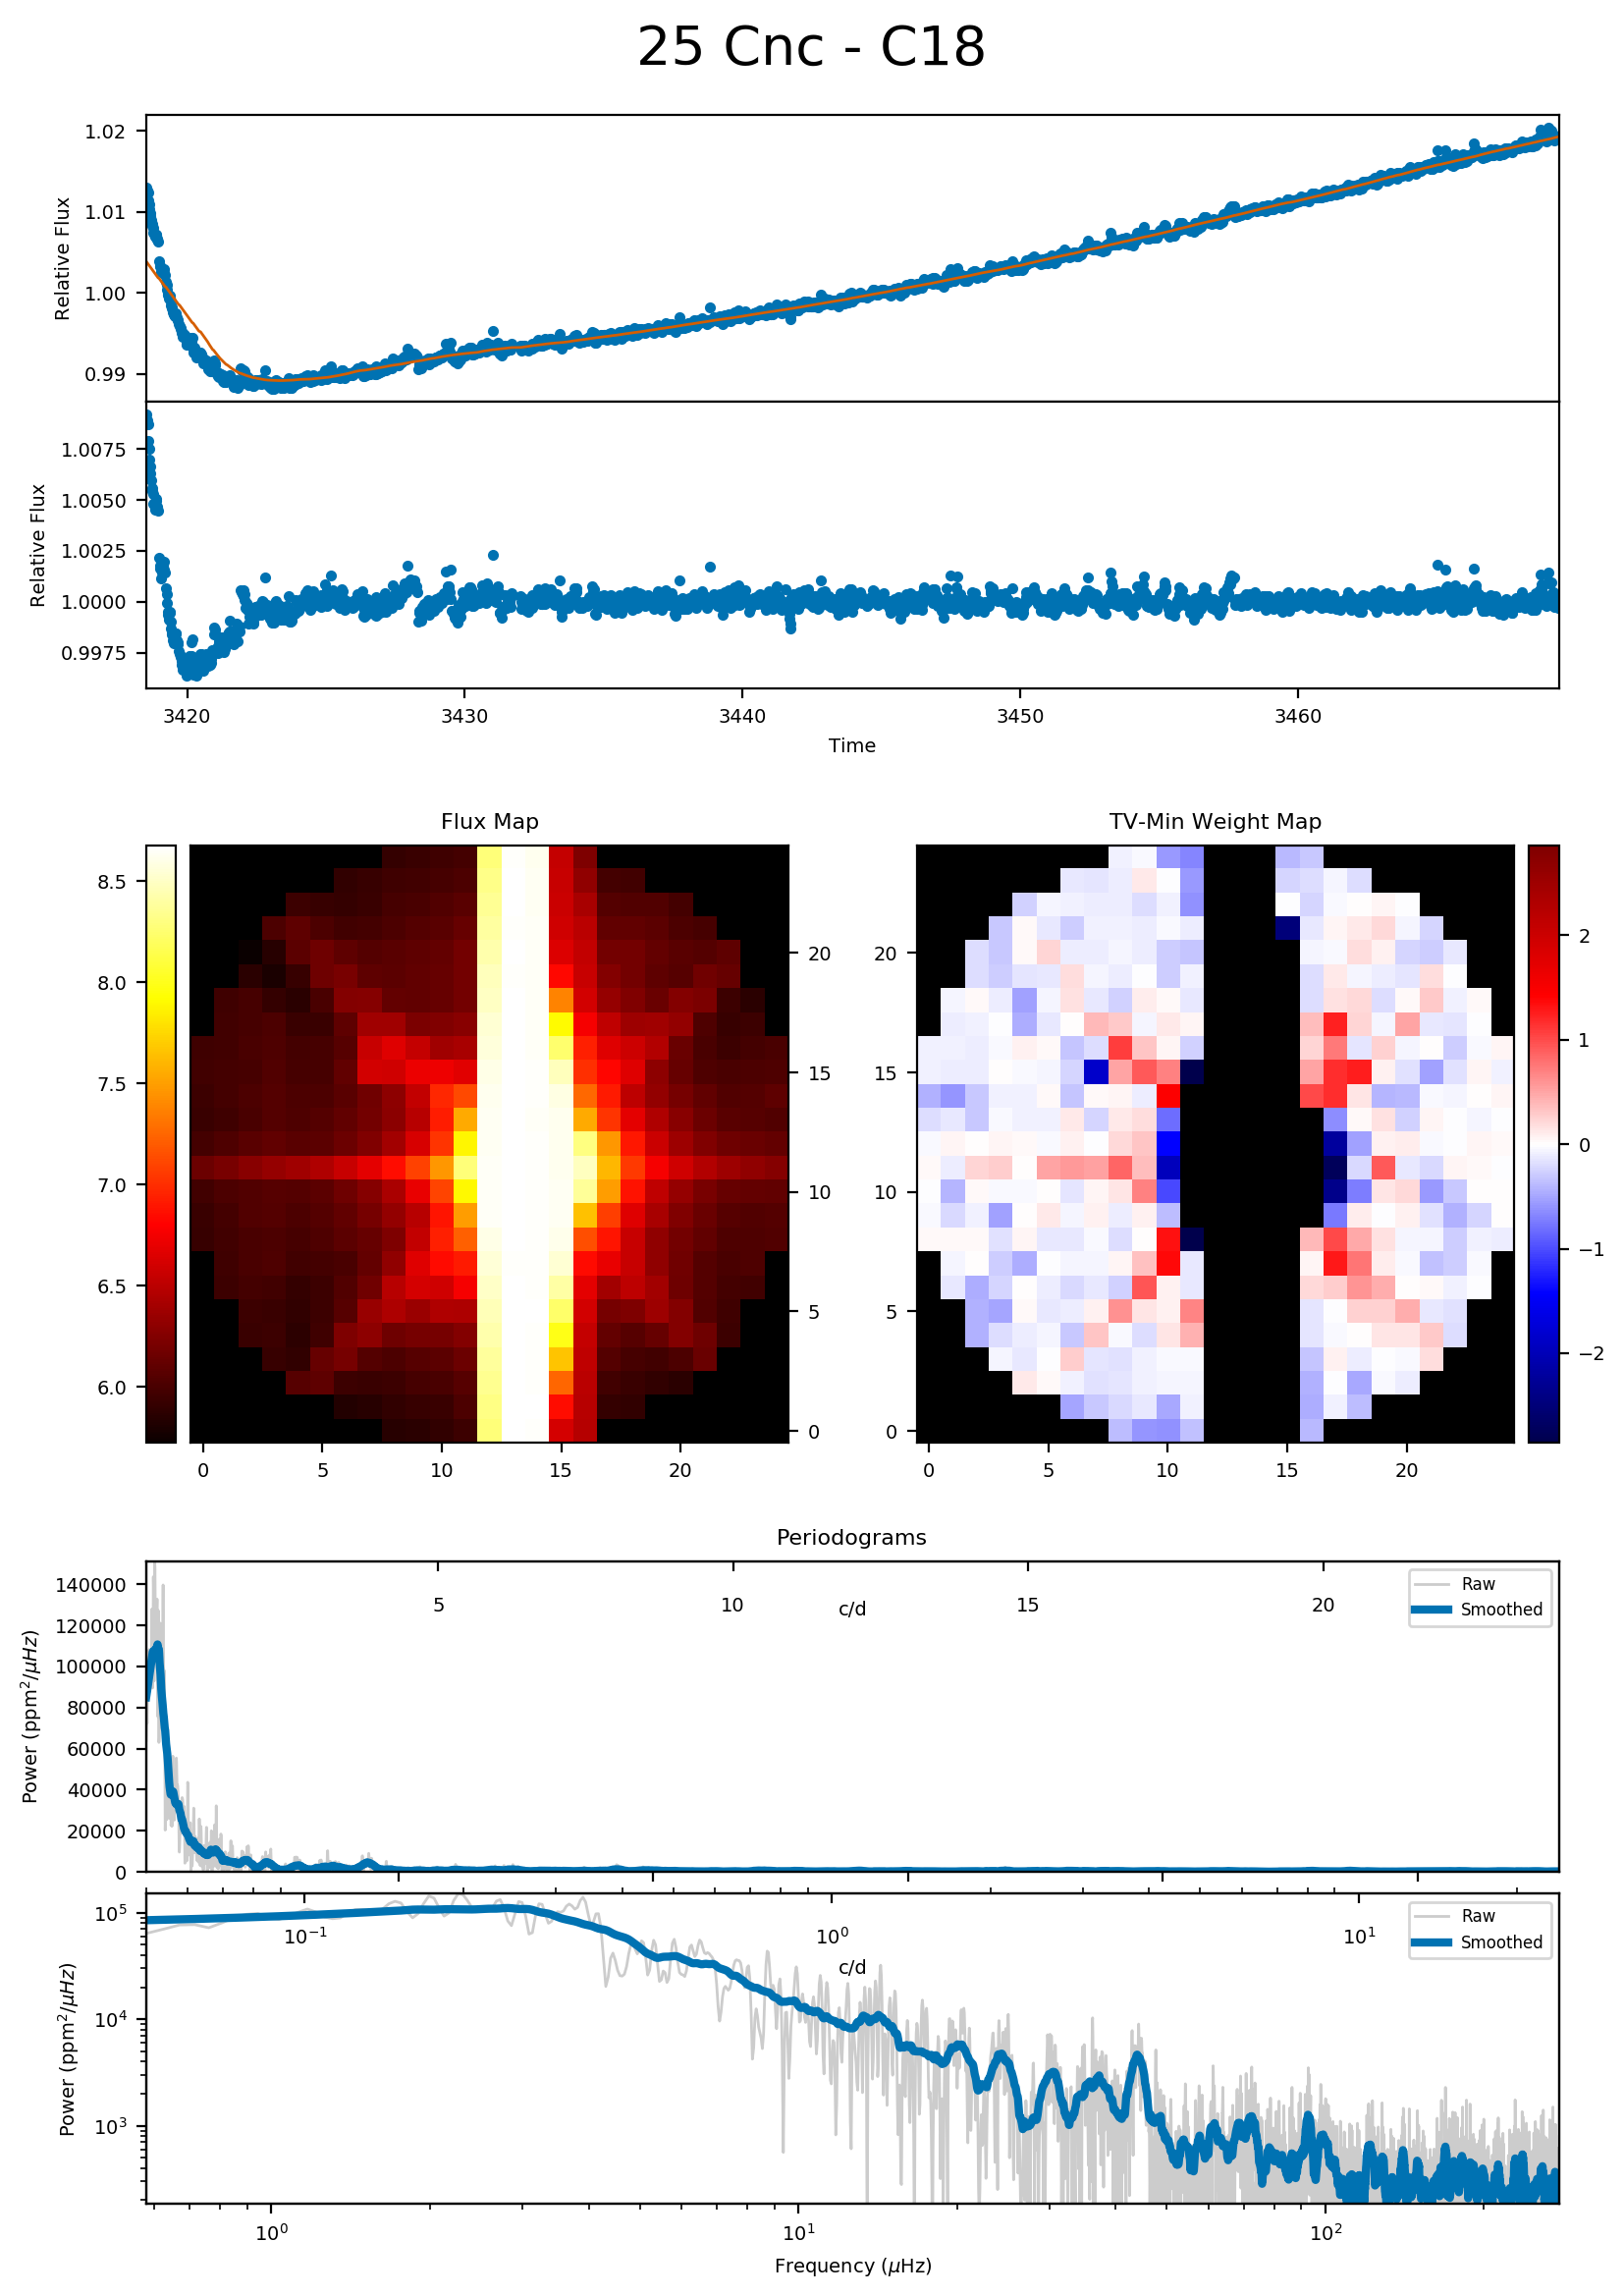 25 Cnc - C18
1.02
1.01
1.00
0.99
Relative Flux
1.0075
1.0050
1.0025
1.0000
0.9975
Relative Flux
3420 3430 3440 3450 3460
Time
Flux Map
8.5
8.0
7.5
7.0
6.5
6.0
20
15
10
5
0
0 5 10 15 20
TV-Min Weight Map
20
15
10
5
0
0 5 10 15 20
2
1
0
−1
−2
Periodograms
140000
120000
100000
80000
60000
40000
20000
0
Power (ppm²/μHz)
5 10 15 20
c/d
Raw
Smoothed
10⁵
10⁴
10³
Power (ppm²/μHz)
10⁻¹ 10⁰ 10¹
c/d
Raw
Smoothed
10⁰ 10¹ 10²
Frequency (μHz)